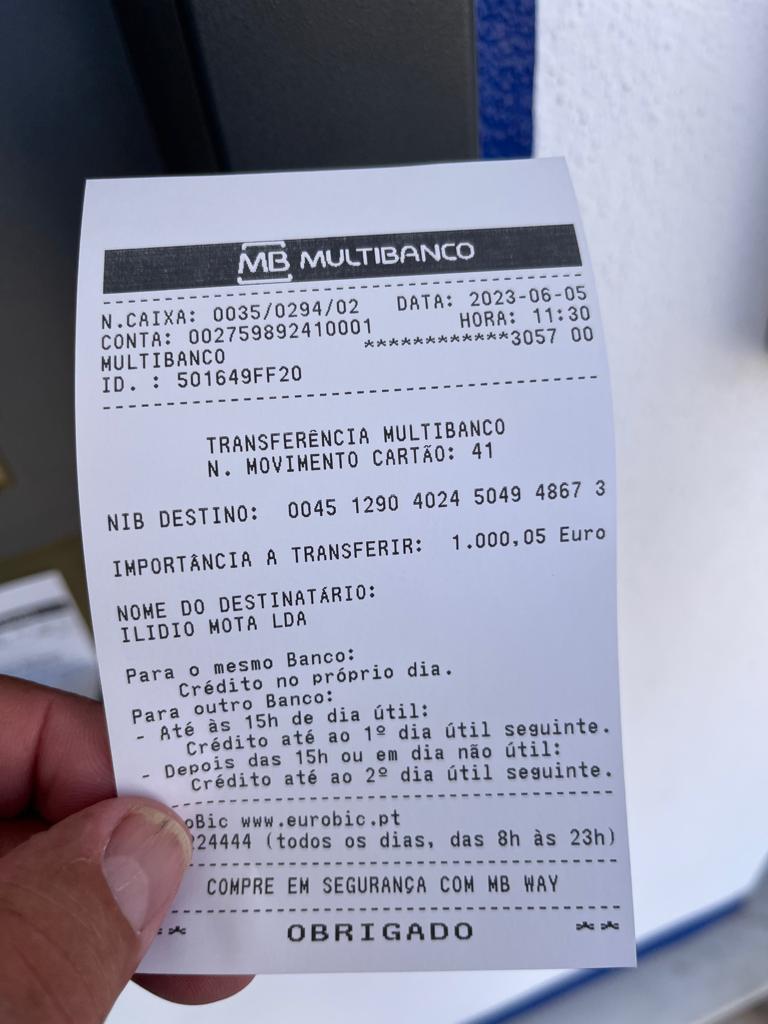 MB MULTIBANCO
N.CAIXA: 0035/0294/02 DATA: 2023-06-05
CONTA: 002759892410001 HORA: 11:30
MULTIBANCO ************3057 00
ID. : 501649FF20
TRANSFERÊNCIA MULTIBANCO
N. MOVIMENTO CARTÃO: 41
NIB DESTINO: 0045 1290 4024 5049 4867 3
IMPORTÂNCIA A TRANSFERIR: 1.000,05 Euro
NOME DO DESTINATÁRIO:
ILIDIO MOTA LDA
Para o mesmo Banco:
Crédito no próprio dia.
Para outro Banco:
- Até às 15h de dia útil:
Crédito até ao 1º dia útil seguinte.
- Depois das 15h ou em dia não útil:
Crédito até ao 2º dia útil seguinte.
oBic www.eurobic.pt
24444 (todos os dias, das 8h às 23h)
COMPRE EM SEGURANÇA COM MB WAY
** OBRIGADO **